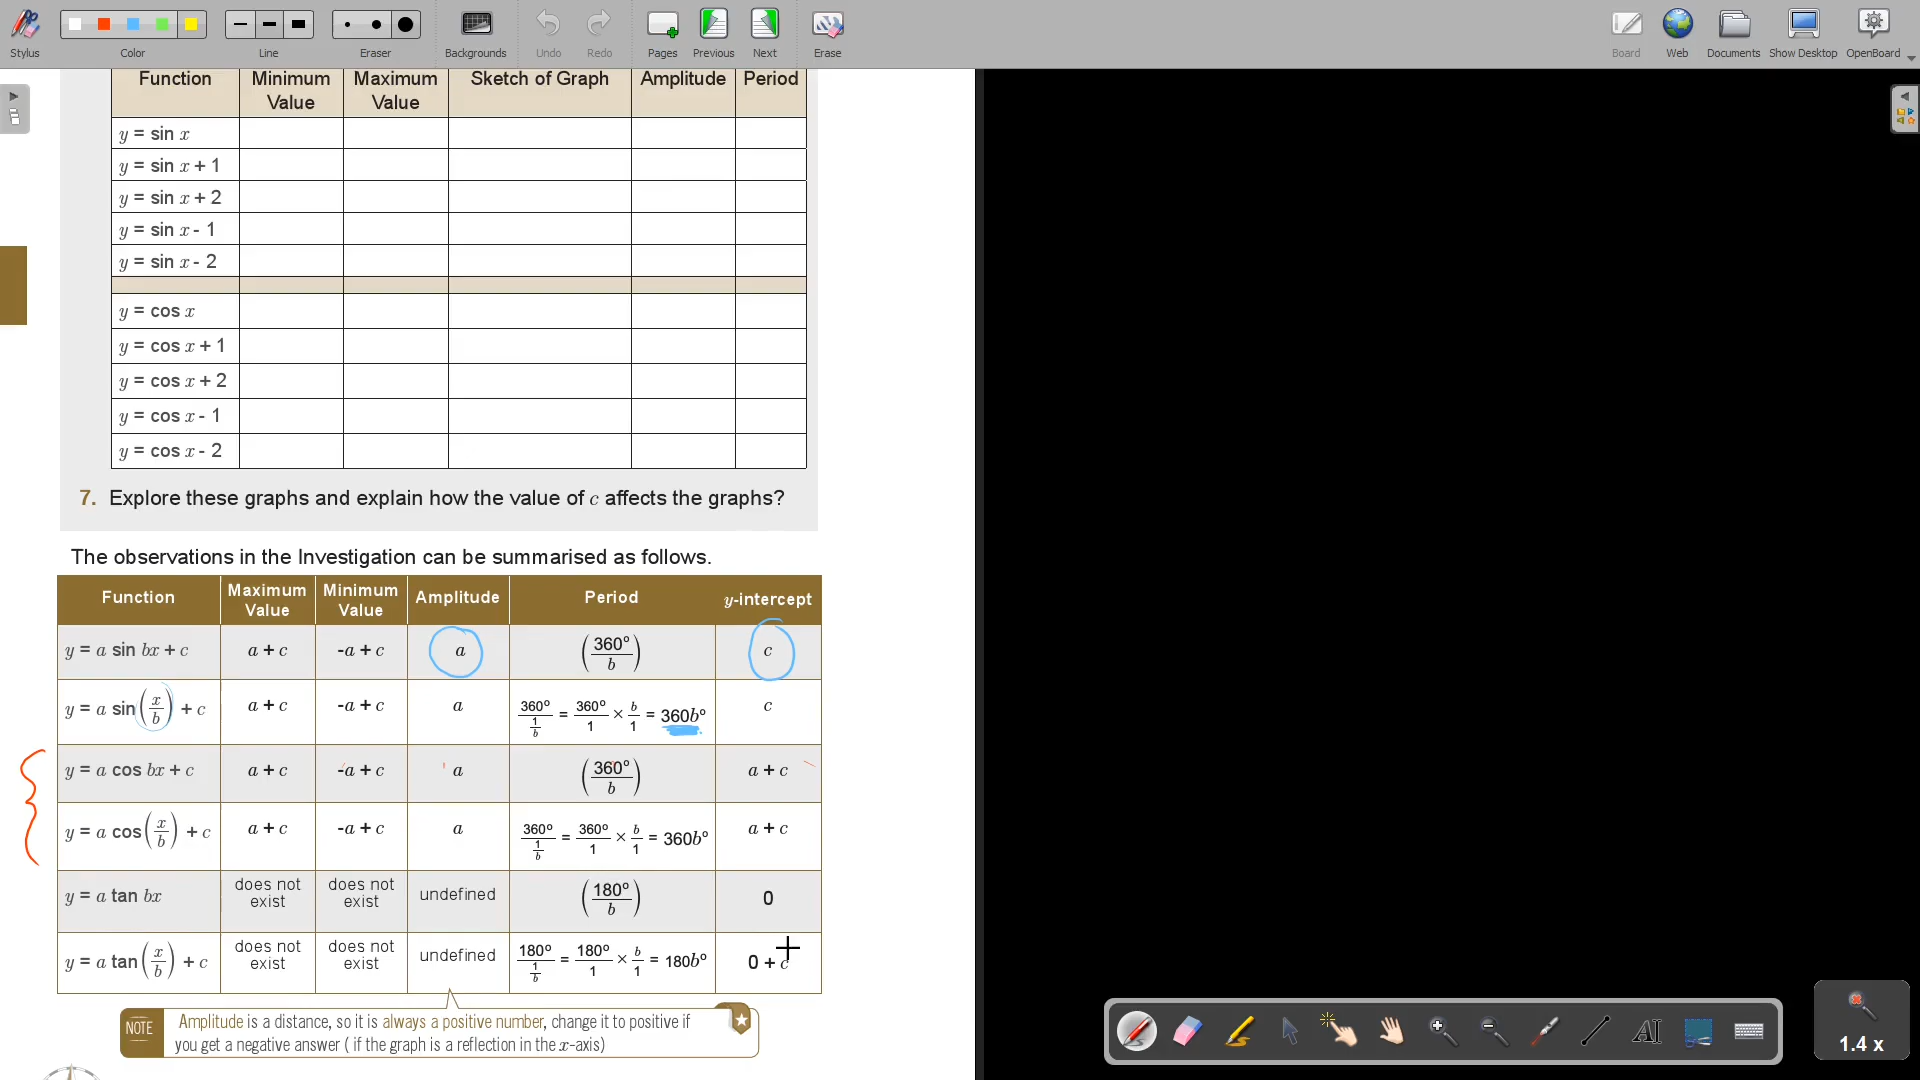 Stylus Color Line Eraser Backgrounds Undo Redo Pages Previous Next Erase Board Web Documents Show Desktop OpenBoard
Function Minimum Value Maximum Value Sketch of Graph Amplitude Period
y = sin x
y = sin x + 1
y = sin x + 2
y = sin x - 1
y = sin x - 2
y = cos x
y = cos x + 1
y = cos x + 2
y = cos x - 1
y = cos x - 2
7. Explore these graphs and explain how the value of c affects the graphs?
The observations in the Investigation can be summarised as follows.
Function Maximum Value Minimum Value Amplitude Period y-intercept
y = a sin bx + c a + c -a + c a (360°/b) c
y = a sin(x/b) + c a + c -a + c a 360°/(1/b) = 360°/1 × b/1 = 360b° c
y = a cos bx + c a + c -a + c a (360°/b) a + c
y = a cos(x/b) + c a + c -a + c a 360°/(1/b) = 360°/1 × b/1 = 360b° a + c
y = a tan bx does not exist does not exist undefined (180°/b) 0
y = a tan(x/b) + c does not exist does not exist undefined 180°/(1/b) = 180°/1 × b/1 = 180b° 0 + c
NOTE Amplitude is a distance, so it is always a positive number, change it to positive if
you get a negative answer ( if the graph is a reflection in the x-axis)
1.4 x